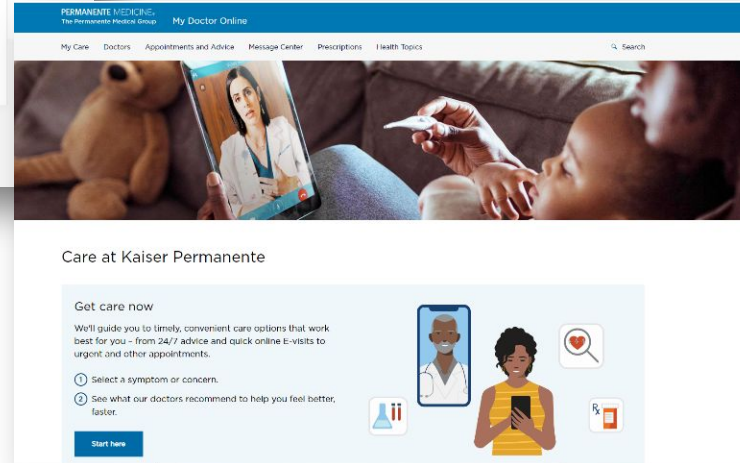 PERMANENTE MEDICINE®
The Permanente Medical Group
My Doctor Online
My Care Doctors Appointments and Advice Message Center Prescriptions Health Topics Search
Care at Kaiser Permanente
Get care now
We'll guide you to timely, convenient care options that work
best for you – from 24/7 advice and quick online E-visits to
urgent and other appointments.
1 Select a symptom or concern.
2 See what our doctors recommend to help you feel better,
faster.
Start here
Rx